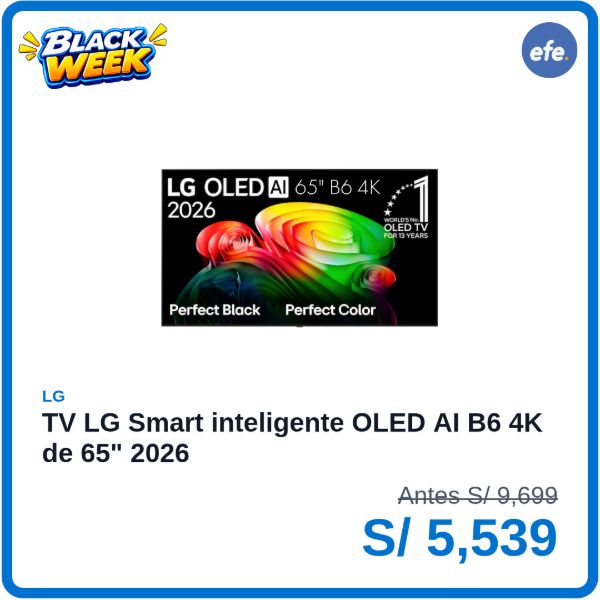 BLACK
WEEK
efe.
LG OLED AI 65" B6 4K
2026
1
WORLD'S No.
OLED TV
FOR 13 YEARS
Perfect Black Perfect Color
LG
TV LG Smart inteligente OLED AI B6 4K
de 65" 2026
Antes S/ 9,699
S/ 5,539